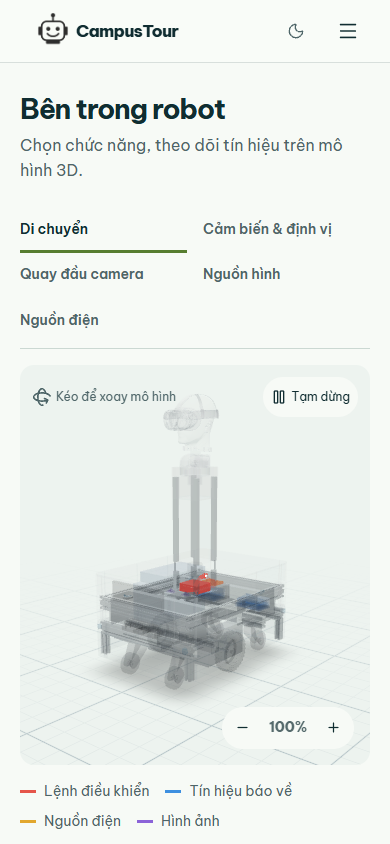 CampusTour
Bên trong robot
Chọn chức năng, theo dõi tín hiệu trên mô
hình 3D.
Di chuyển
Cảm biến & định vị
Quay đầu camera
Nguồn hình
Nguồn điện
Kéo để xoay mô hình
Tạm dừng
− 100% +
Lệnh điều khiển
Tín hiệu báo về
Nguồn điện
Hình ảnh